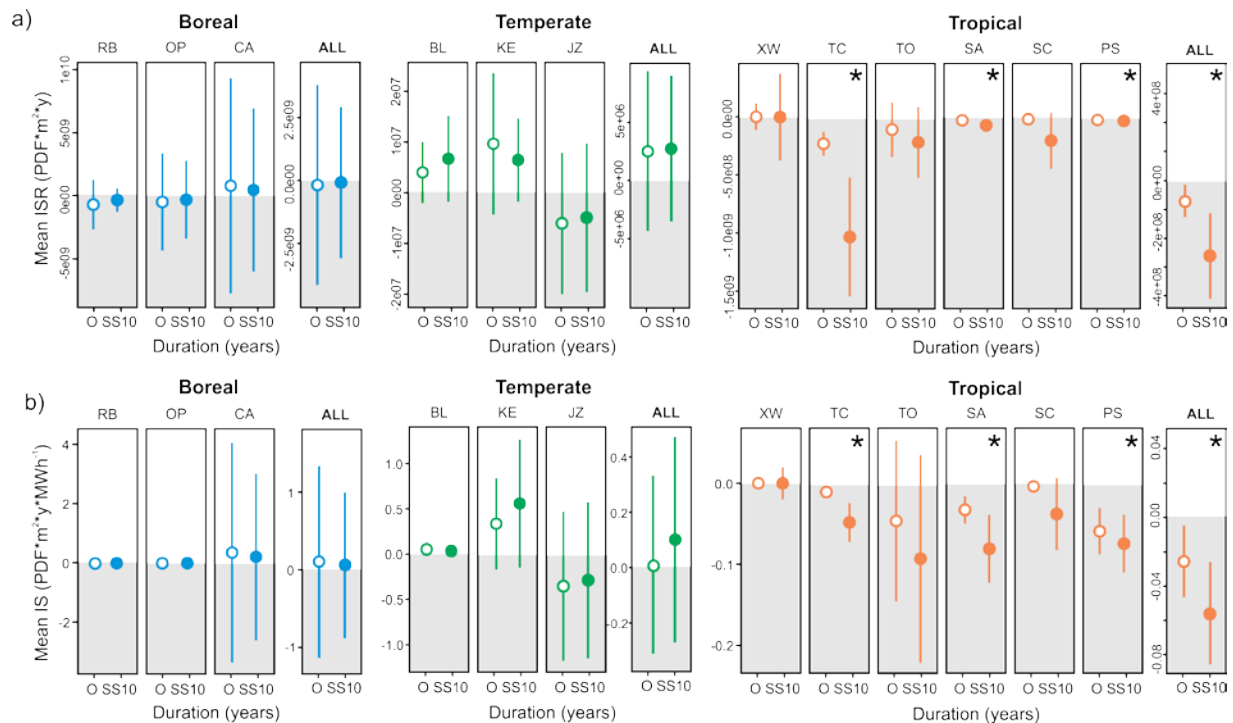 a)
Boreal
Temperate
Tropical
RB OP CA ALL
BL KE JZ ALL
XW TC TO SA SC PS ALL
Mean ISR (PDF*m²*y)
1e10
5e09
0e00
-5e09
2.5e09
0.e00
-2.5e09
2e07
1e07
0e00
-1e07
-2e07
5e+06
0e+00
-5e+06
0.e00
-5.e08
-1.0e09
-1.5e09
4e+08
0e+00
-2e+08
-4e+08
* * * *
O SS10 O SS10 O SS10 O SS10
O SS10 O SS10 O SS10 O SS10
O SS10 O SS10 O SS10 O SS10 O SS10 O SS10 O SS10
Duration (years)
Duration (years)
Duration (years)
b)
Boreal
Temperate
Tropical
RB OP CA ALL
BL KE JZ ALL
XW TC TO SA SC PS ALL
Mean IS (PDF*m²*y*MWh⁻¹)
4
2
0
-2
1
0
-1
1.0
0.5
0.0
-0.5
-1.0
0.4
0.2
0.0
-0.2
0.0
-0.1
-0.2
0.04
0.00
-0.04
-0.08
* * * *
O SS10 O SS10 O SS10 O SS10
O SS10 O SS10 O SS10 O SS10
O SS10 O SS10 O SS10 O SS10 O SS10 O SS10 O SS10
Duration (years)
Duration (years)
Duration (years)